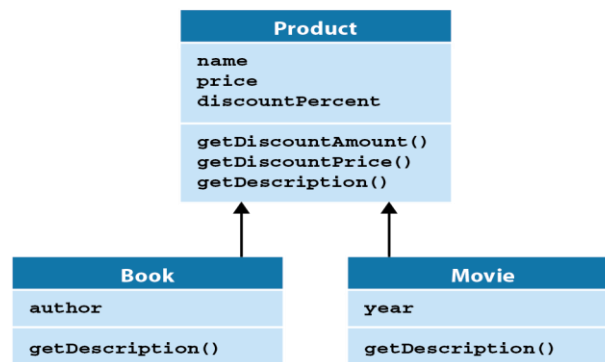 Product
name
price
discountPercent
getDiscountAmount()
getDiscountPrice()
getDescription()
Book
author
getDescription()
Movie
year
getDescription()